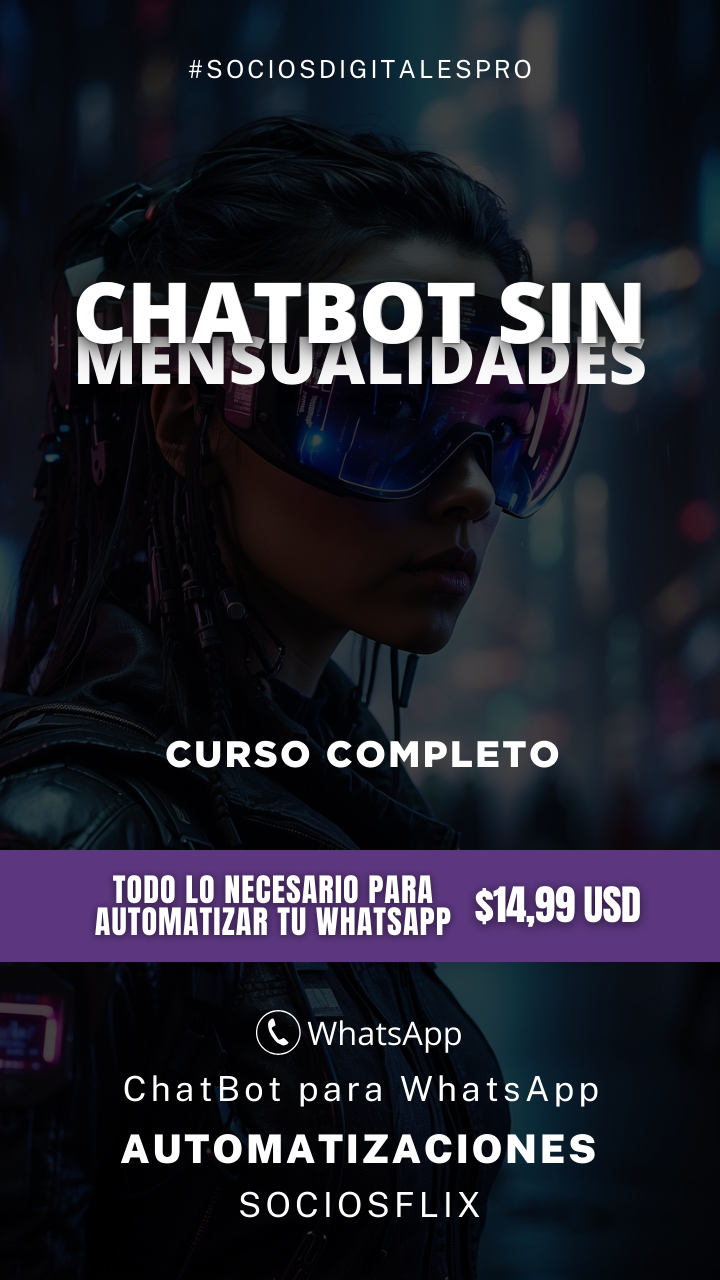 #SOCIOSDIGITALESPRO
CHATBOT SIN
MENSUALIDADES
CURSO COMPLETO
TODO LO NECESARIO PARA
AUTOMATIZAR TU WHATSAPP
$14,99 USD
WhatsApp
ChatBot para WhatsApp
AUTOMATIZACIONES
SOCIOSFLIX